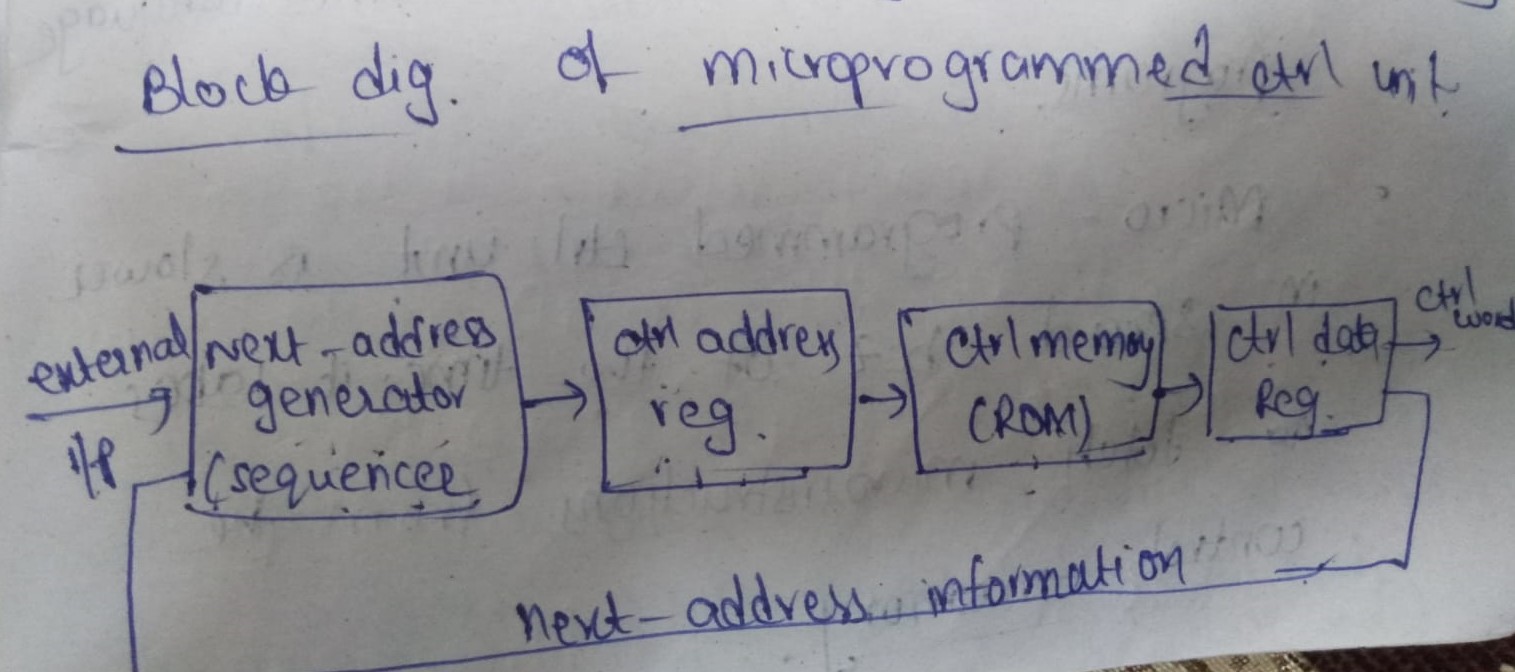 Block dig. of microprogrammed ctrl unit
external
I/P
next-address
generator
(sequencer
ctrl address
reg.
ctrl memory
(ROM)
ctrl data
Reg.
ctrl
word
next-address information